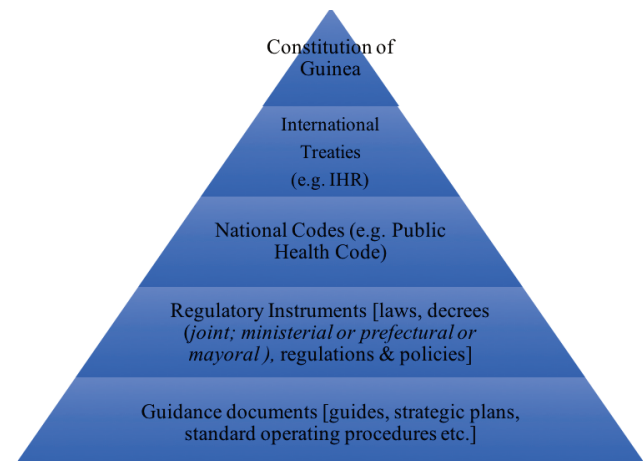 Constitution of
Guinea
International
Treaties
(e.g. IHR)
National Codes (e.g. Public
Health Code)
Regulatory Instruments [laws, decrees
(joint; ministerial or prefectural or
mayoral ), regulations & policies]
Guidance documents [guides, strategic plans,
standard operating procedures etc.]